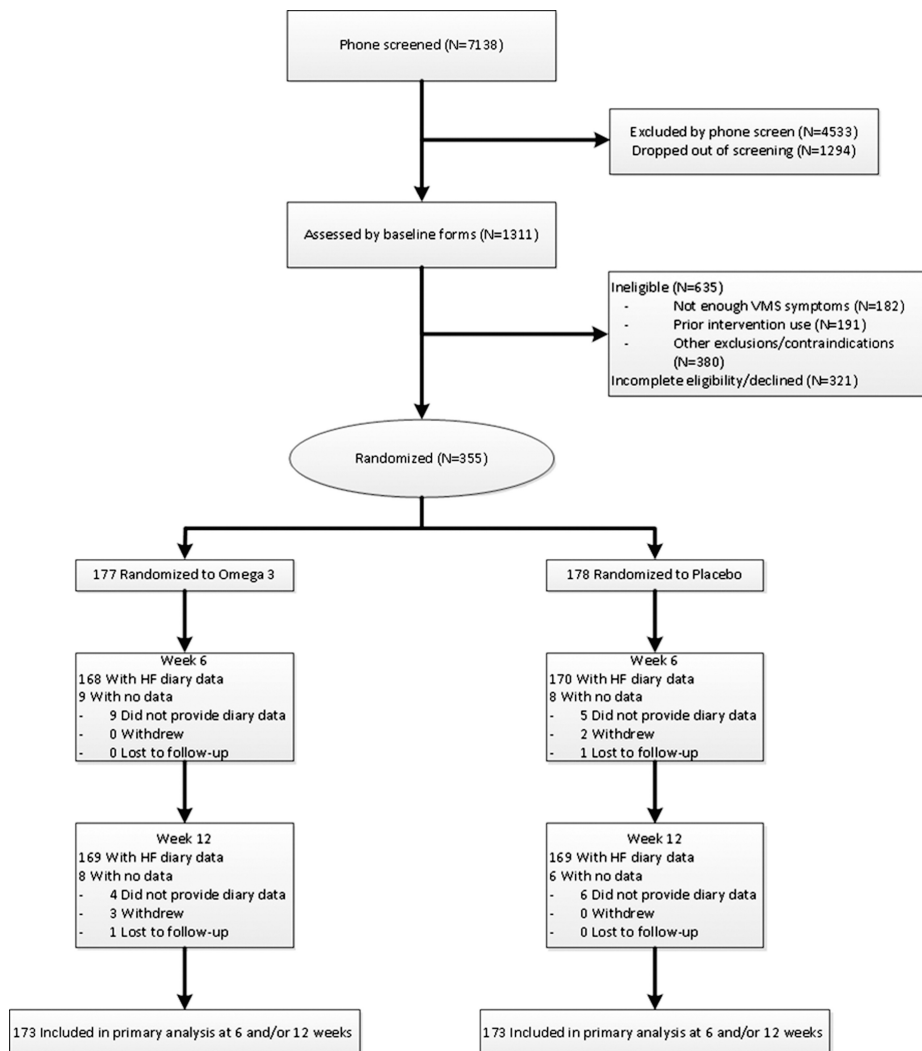 Phone screened (N=7138)
Excluded by phone screen (N=4533)
Dropped out of screening (N=1294)
Assessed by baseline forms (N=1311)
Ineligible (N=635)
- Not enough VMS symptoms (N=182)
- Prior intervention use (N=191)
- Other exclusions/contraindications
(N=380)
Incomplete eligibility/declined (N=321)
Randomized (N=355)
177 Randomized to Omega 3
178 Randomized to Placebo
Week 6
168 With HF diary data
9 With no data
- 9 Did not provide diary data
- 0 Withdrew
- 0 Lost to follow-up
Week 6
170 With HF diary data
8 With no data
- 5 Did not provide diary data
- 2 Withdrew
- 1 Lost to follow-up
Week 12
169 With HF diary data
8 With no data
- 4 Did not provide diary data
- 3 Withdrew
- 1 Lost to follow-up
Week 12
169 With HF diary data
6 With no data
- 6 Did not provide diary data
- 0 Withdrew
- 0 Lost to follow-up
173 Included in primary analysis at 6 and/or 12 weeks
173 Included in primary analysis at 6 and/or 12 weeks